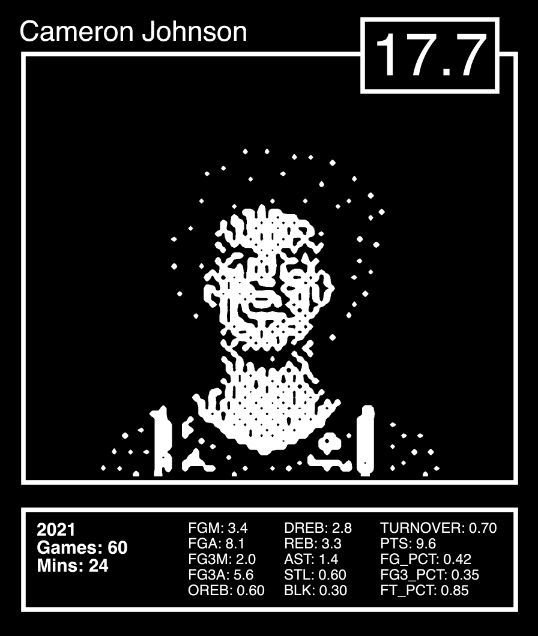 Cameron Johnson
17.7
2021
Games: 60
Mins: 24
FGM: 3.4
FGA: 8.1
FG3M: 2.0
FG3A: 5.6
OREB: 0.60
DREB: 2.8
REB: 3.3
AST: 1.4
STL: 0.60
BLK: 0.30
TURNOVER: 0.70
PTS: 9.6
FG_PCT: 0.42
FG3_PCT: 0.35
FT_PCT: 0.85